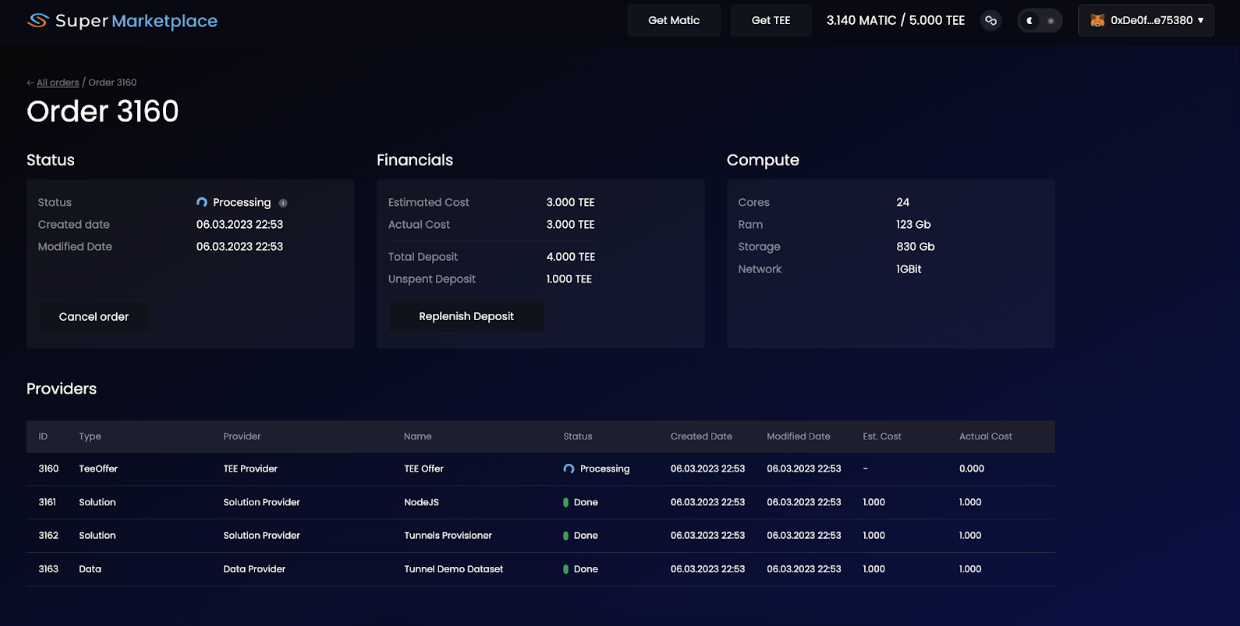 Super Marketplace
Get Matic
Get TEE
3.140 MATIC / 5.000 TEE
0xDe0f...e75380 ▾
← All orders / Order 3160
Order 3160
Status
Status Processing
Created date 06.03.2023 22:53
Modified Date 06.03.2023 22:53
Cancel order
Financials
Estimated Cost 3.000 TEE
Actual Cost 3.000 TEE
Total Deposit 4.000 TEE
Unspent Deposit 1.000 TEE
Replenish Deposit
Compute
Cores 24
Ram 123 Gb
Storage 830 Gb
Network 1GBit
Providers
ID Type Provider Name Status Created Date Modified Date Est. Cost Actual Cost
3160 TeeOffer TEE Provider TEE Offer Processing 06.03.2023 22:53 06.03.2023 22:53 - 0.000
3161 Solution Solution Provider NodeJS Done 06.03.2023 22:53 06.03.2023 22:53 1.000 1.000
3162 Solution Solution Provider Tunnels Provisioner Done 06.03.2023 22:53 06.03.2023 22:53 1.000 1.000
3163 Data Data Provider Tunnel Demo Dataset Done 06.03.2023 22:53 06.03.2023 22:53 1.000 1.000